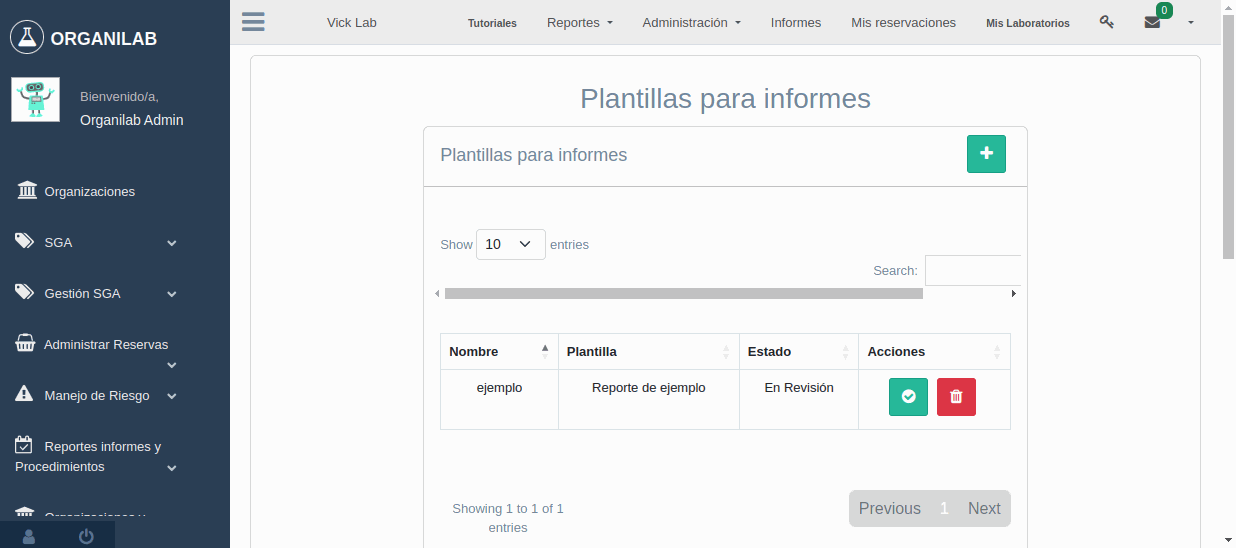 ORGANILAB
Bienvenido/a,
Organilab Admin
Organizaciones
SGA
Gestión SGA
Administrar Reservas
Manejo de Riesgo
Reportes informes y
Procedimientos
Organizaciones y
Vick Lab
Tutoriales
Reportes
Administración
Informes
Mis reservaciones
Mis Laboratorios
0
Plantillas para informes
Plantillas para informes
Show 10 entries
Search:
Nombre Plantilla Estado Acciones
ejemplo Reporte de ejemplo En Revisión
Showing 1 to 1 of 1
entries
Previous 1 Next